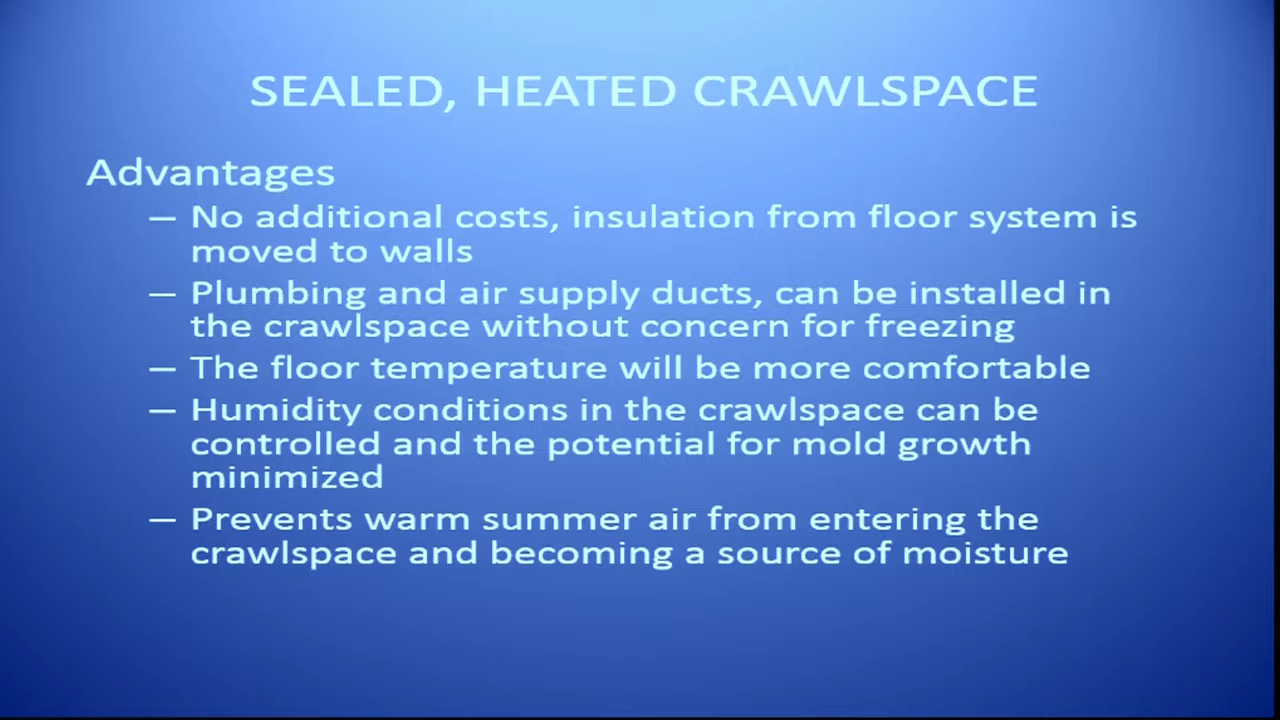 SEALED, HEATED CRAWLSPACE
Advantages
– No additional costs, insulation from floor system is
moved to walls
– Plumbing and air supply ducts, can be installed in
the crawlspace without concern for freezing
– The floor temperature will be more comfortable
– Humidity conditions in the crawlspace can be
controlled and the potential for mold growth
minimized
– Prevents warm summer air from entering the
crawlspace and becoming a source of moisture